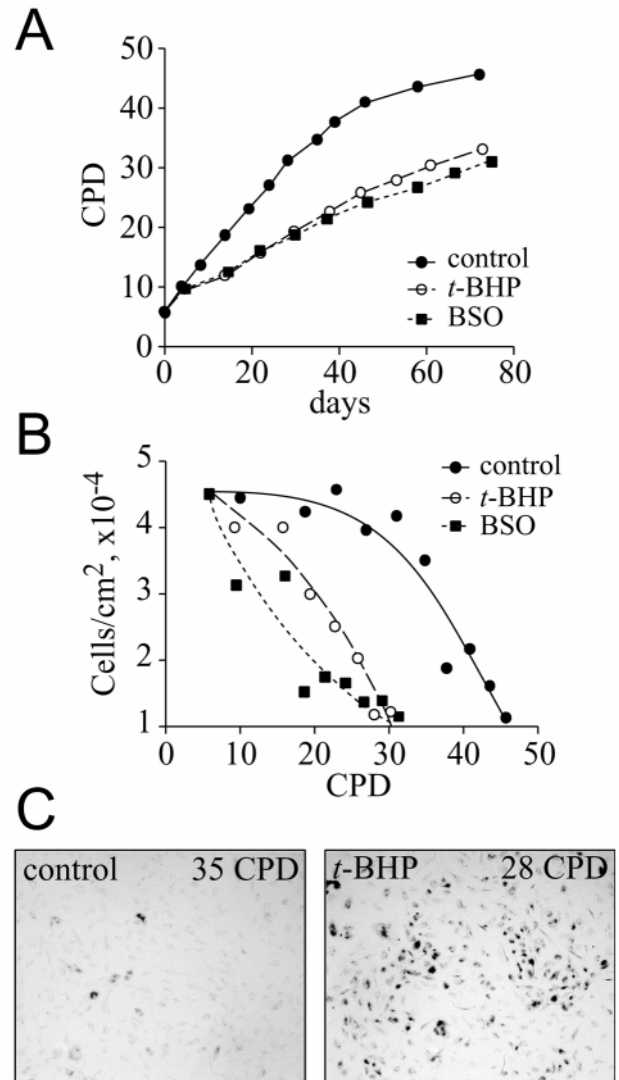 A
50
40
30
20
10
0
CPD
0 20 40 60 80
days
control
t-BHP
BSO
B
5
4
3
2
1
Cells/cm², x10⁻⁴
0 10 20 30 40 50
CPD
control
t-BHP
BSO
C
control 35 CPD
t-BHP 28 CPD